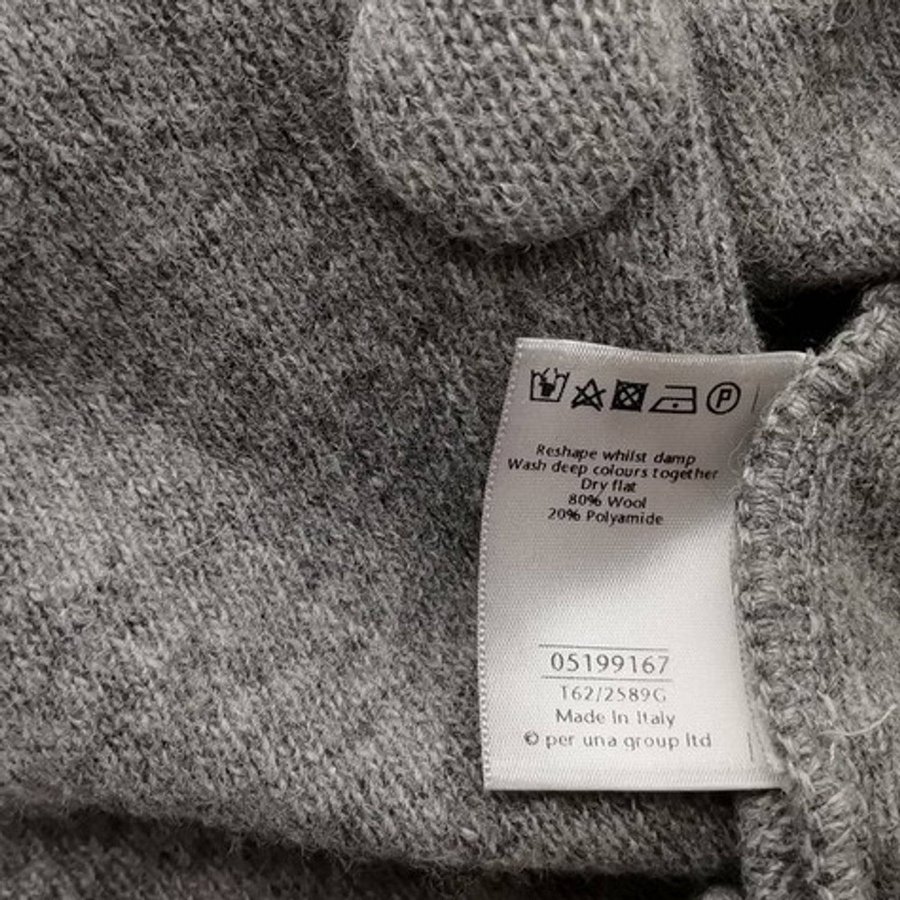 P
Reshape whilst damp
Wash deep colours together
Dry flat
80% Wool
20% Polyamide
05199167
T62/2589G
Made In Italy
© per una group ltd